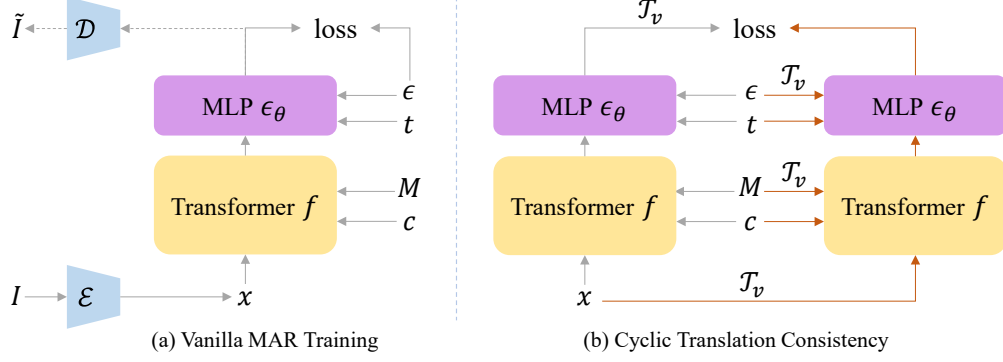 Ĩ
𝒟
loss
MLP ϵ_θ
ϵ
t
Transformer f
M
c
I
ℰ
x
(a) Vanilla MAR Training
𝒯_v
loss
MLP ϵ_θ
ϵ
𝒯_v
t
MLP ϵ_θ
Transformer f
M
𝒯_v
c
Transformer f
x
𝒯_v
(b) Cyclic Translation Consistency